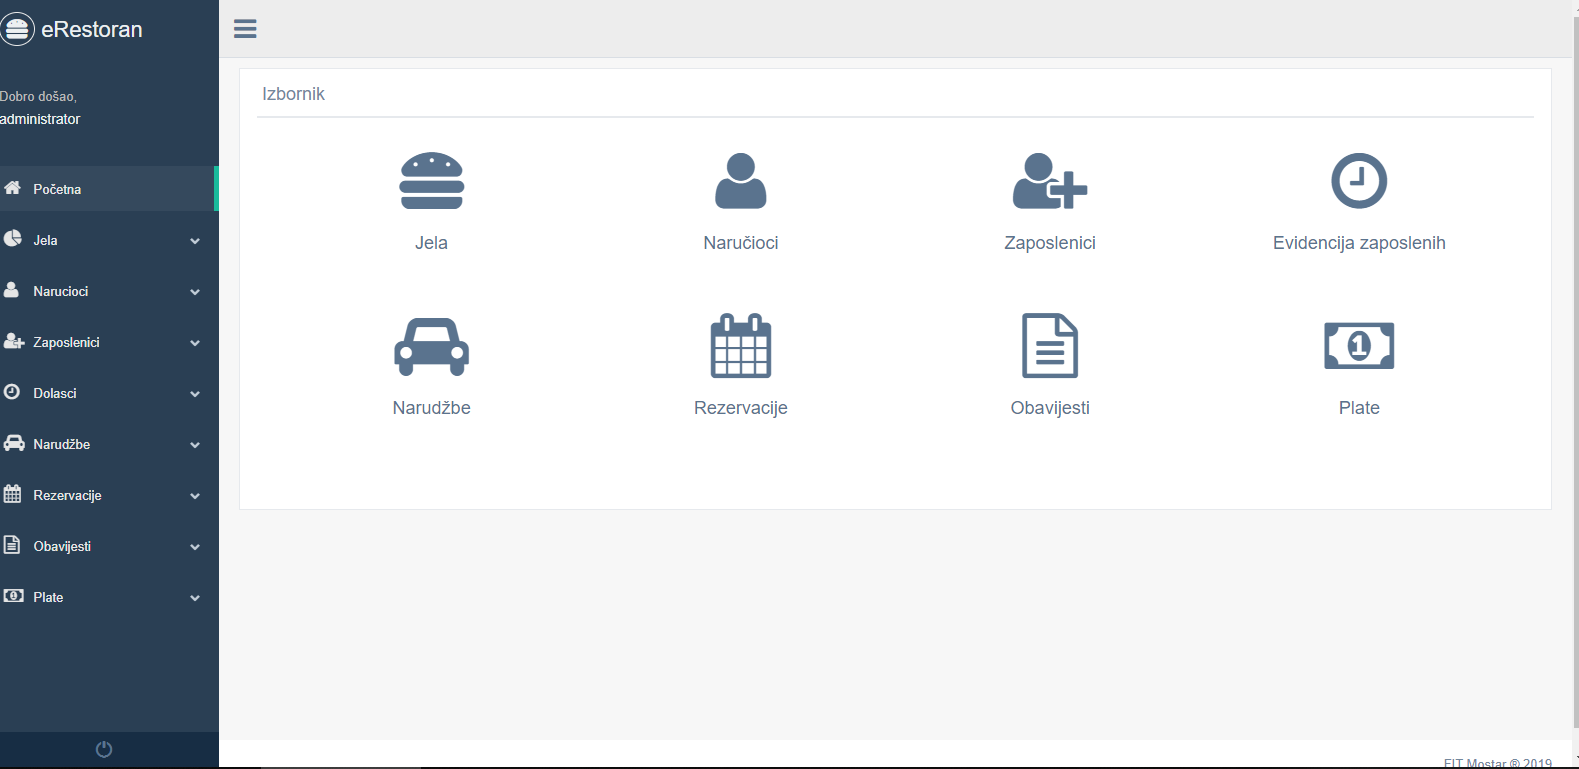 eRestoran
Dobro došao,
administrator
Početna
Jela
Narucioci
Zaposlenici
Dolasci
Narudžbe
Rezervacije
Obavijesti
Plate
Izbornik
Jela
Naručioci
Zaposlenici
Evidencija zaposlenih
Narudžbe
Rezervacije
Obavijesti
1
Plate
FIT Mostar ® 2019